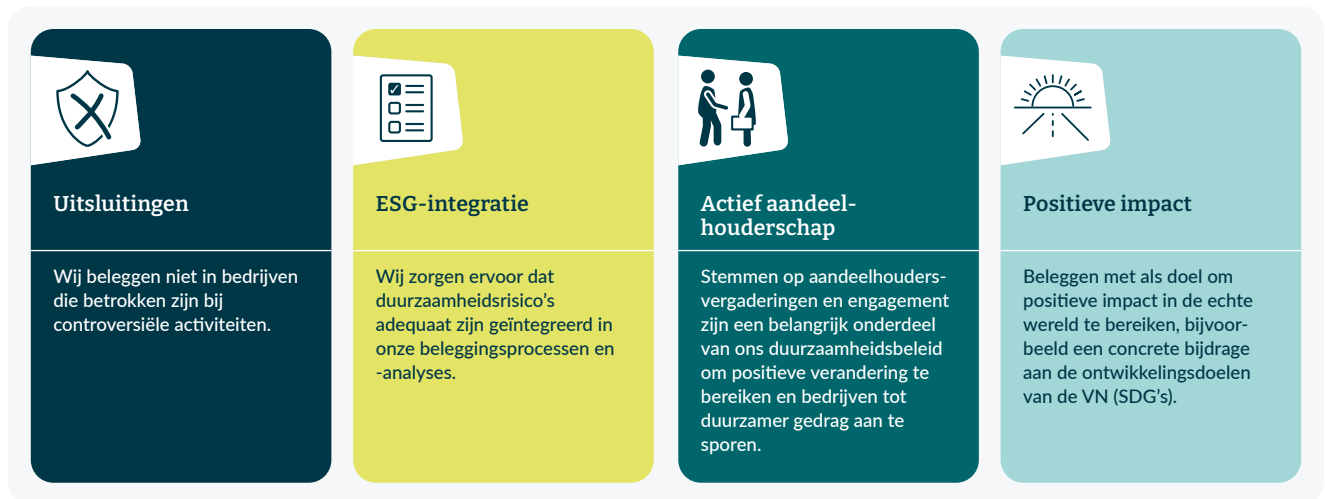 Uitsluitingen
Wij beleggen niet in bedrijven
die betrokken zijn bij
controversiële activiteiten.
ESG-integratie
Wij zorgen ervoor dat
duurzaamheidsrisico’s
adequaat zijn geïntegreerd in
onze beleggingsprocessen en
-analyses.
Actief aandeel-
houderschap
Stemmen op aandeelhouders-
vergaderingen en engagement
zijn een belangrijk onderdeel
van ons duurzaamheidsbeleid
om positieve verandering te
bereiken en bedrijven tot
duurzamer gedrag aan te
sporen.
Positieve impact
Beleggen met als doel om
positieve impact in de echte
wereld te bereiken, bijvoor-
beeld een concrete bijdrage
aan de ontwikkelingsdoelen
van de VN (SDG’s).